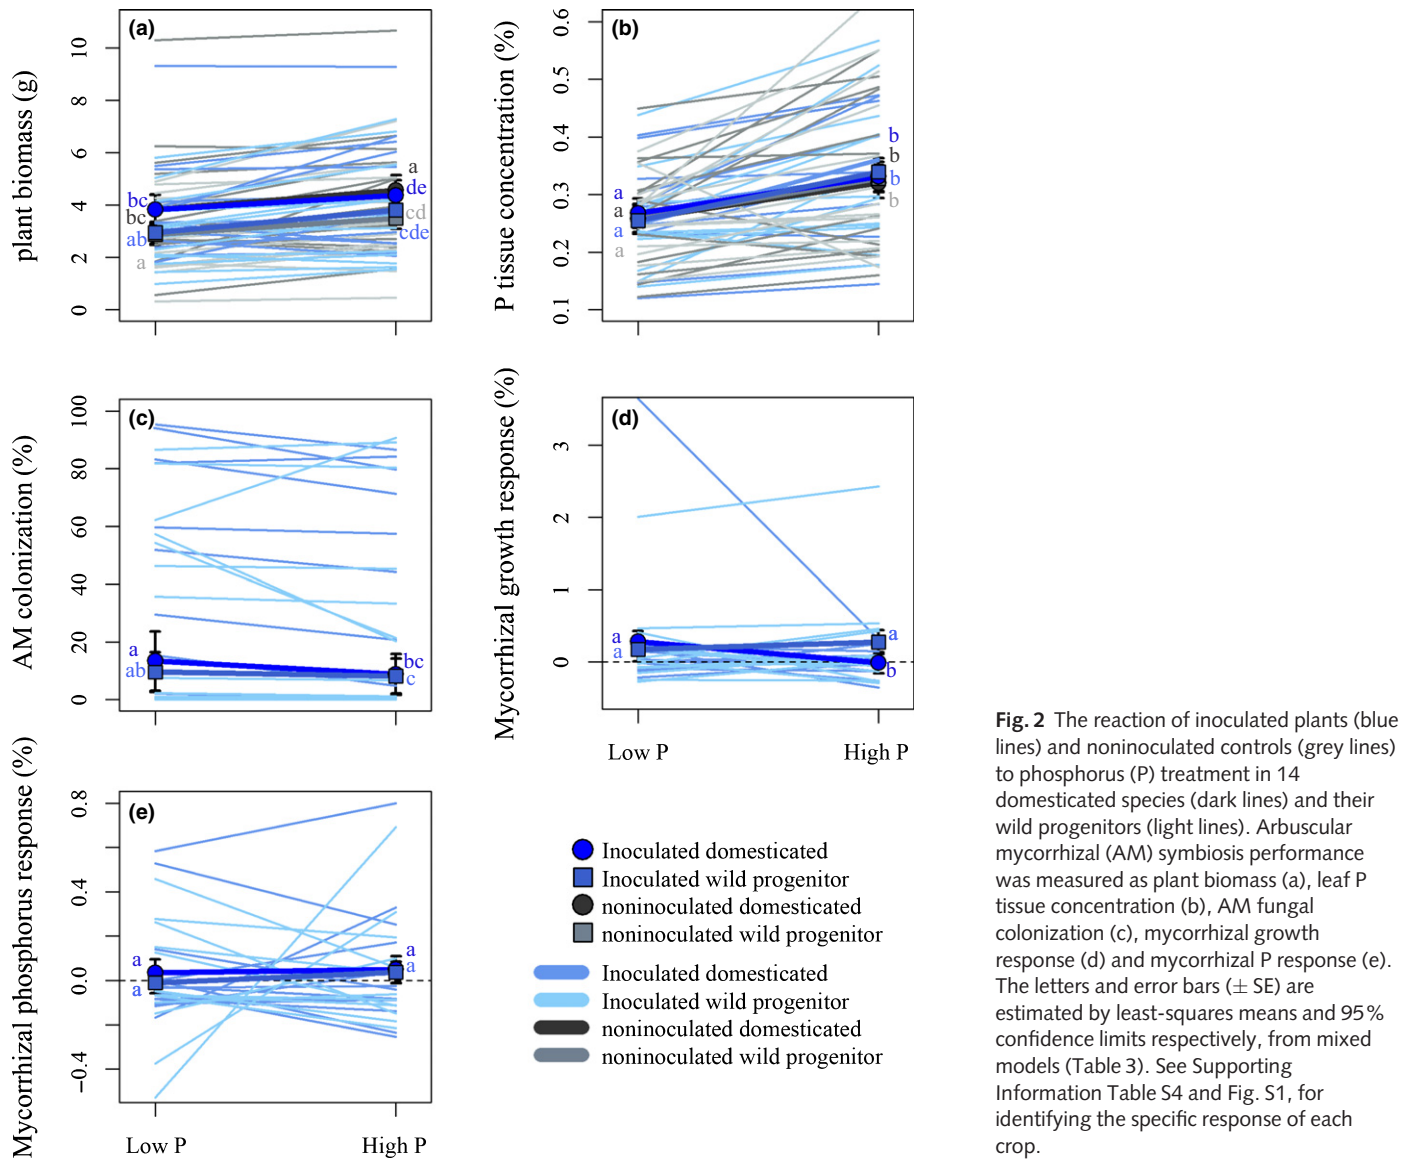 (a)
plant biomass (g)
10
8
6
4
2
0
bc
bc
ab
a
a
de
cd
cde
(b)
P tissue concentration (%)
0.6
0.5
0.4
0.3
0.2
0.1
a
a
a
a
b
b
b
b
(c)
AM colonization (%)
100
80
60
40
20
0
a
ab
bc
c
(d)
Mycorrhizal growth response (%)
3
2
1
0
a
a
a
b
Low P
High P
(e)
Mycorrhizal phosphorus response (%)
0.8
0.4
0.0
−0.4
a
a
a
a
Low P
High P
Inoculated domesticated
Inoculated wild progenitor
noninoculated domesticated
noninoculated wild progenitor
Inoculated domesticated
Inoculated wild progenitor
noninoculated domesticated
noninoculated wild progenitor
Fig. 2 The reaction of inoculated plants (blue
lines) and noninoculated controls (grey lines)
to phosphorus (P) treatment in 14
domesticated species (dark lines) and their
wild progenitors (light lines). Arbuscular
mycorrhizal (AM) symbiosis performance
was measured as plant biomass (a), leaf P
tissue concentration (b), AM fungal
colonization (c), mycorrhizal growth
response (d) and mycorrhizal P response (e).
The letters and error bars (± SE) are
estimated by least-squares means and 95%
confidence limits respectively, from mixed
models (Table 3). See Supporting
Information Table S4 and Fig. S1, for
identifying the specific response of each
crop.